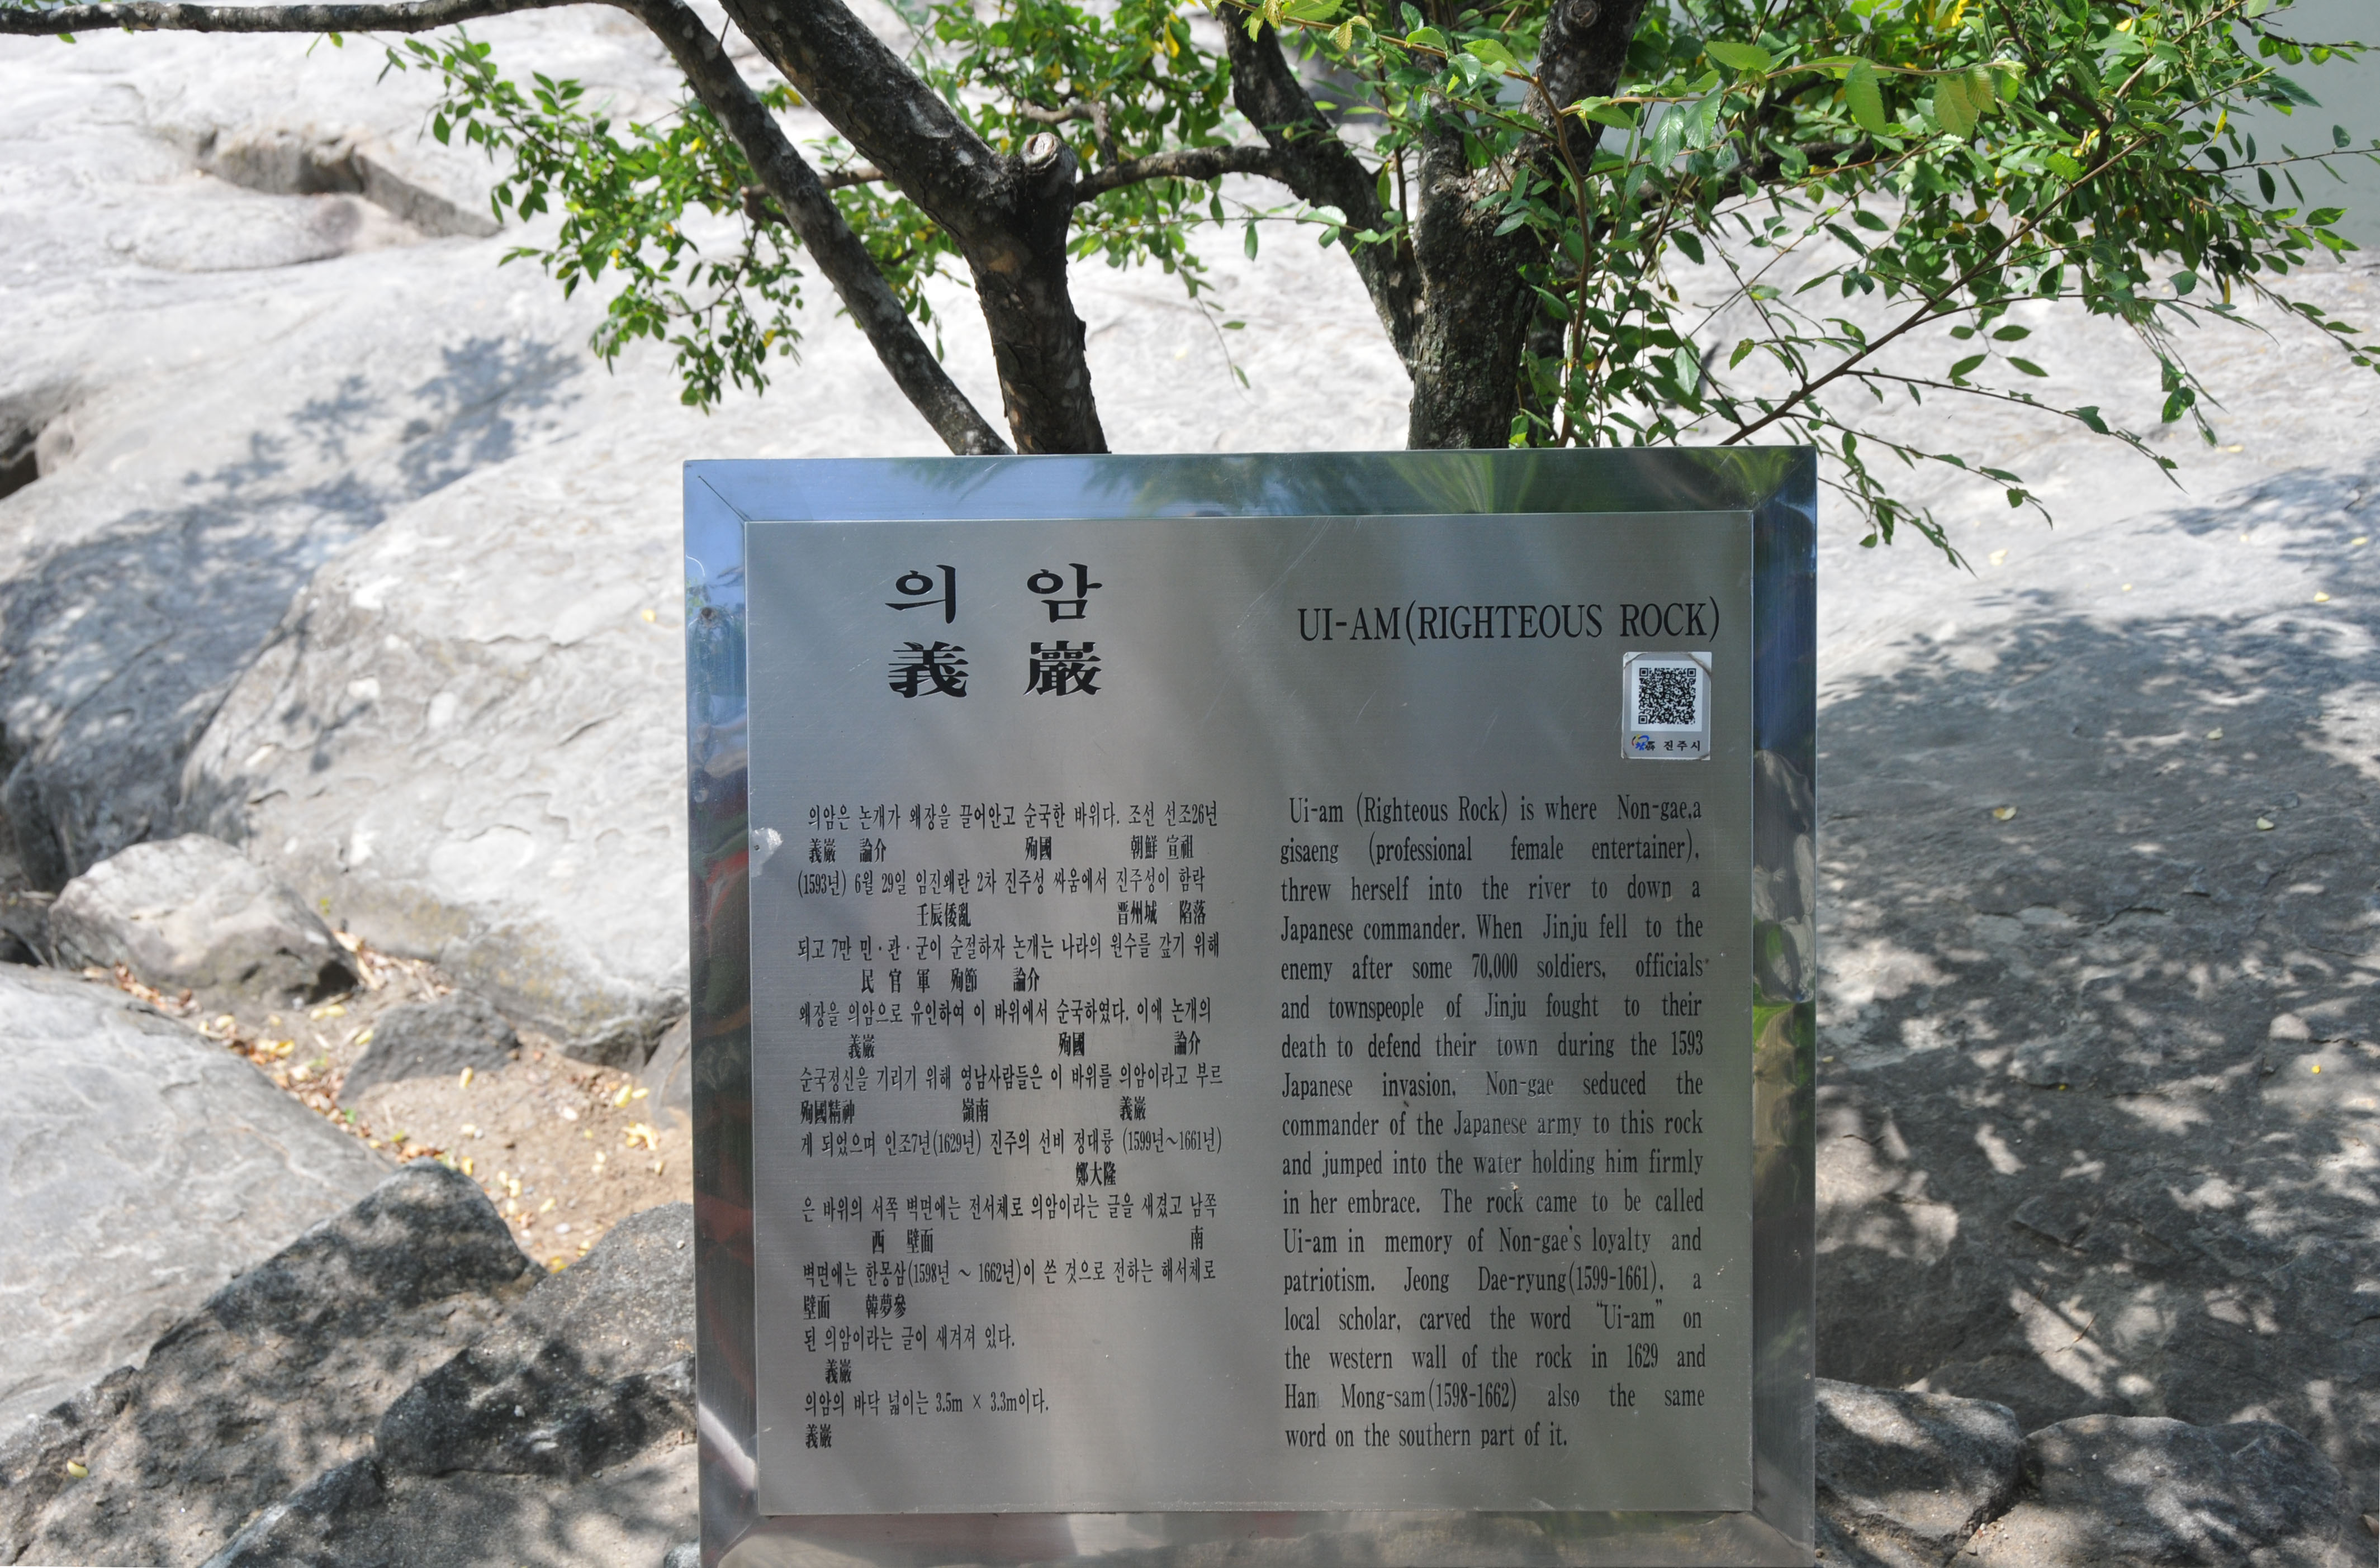 의 암
義 巖
의암은 논개가 왜장을 끌어안고 순국한 바위다. 조선 선조26년
義巖 論介 殉國 朝鮮 宣祖
(1593년) 6월 29일 임진왜란 2차 진주성 싸움에서 진주성이 함락
壬辰倭亂 晋州城 陷落
되고 7만 민·관·군이 순절하자 논개는 나라의 원수를 갚기 위해
民 官 軍 殉節 論介
왜장을 의암으로 유인하여 이 바위에서 순국하였다. 이에 논개의
義巖 殉國 論介
순국정신을 기리기 위해 영남사람들은 이 바위를 의암이라고 부르
殉國精神 嶺南 義巖
게 되었으며 인조7년(1629년) 진주의 선비 정대륭 (1599년~1661년)
鄭大隆
은 바위의 서쪽 벽면에는 전서체로 의암이라는 글을 새겼고 남쪽
西 壁面 南
벽면에는 한몽삼(1598년 ~ 1662년)이 쓴 것으로 전하는 해서체로
壁面 韓夢參
된 의암이라는 글이 새겨져 있다.
義巖
의암의 바닥 넓이는 3.5m × 3.3m이다.
義巖
UI-AM(RIGHTEOUS ROCK)
진주시
Ui-am (Righteous Rock) is where Non-gae,a
gisaeng (professional female entertainer),
threw herself into the river to down a
Japanese commander. When Jinju fell to the
enemy after some 70,000 soldiers, officials
and townspeople of Jinju fought to their
death to defend their town during the 1593
Japanese invasion. Non-gae seduced the
commander of the Japanese army to this rock
and jumped into the water holding him firmly
in her embrace. The rock came to be called
Ui-am in memory of Non-gae's loyalty and
patriotism. Jeong Dae-ryung(1599-1661), a
local scholar, carved the word “Ui-am” on
the western wall of the rock in 1629 and
Han Mong-sam(1598-1662) also the same
word on the southern part of it.